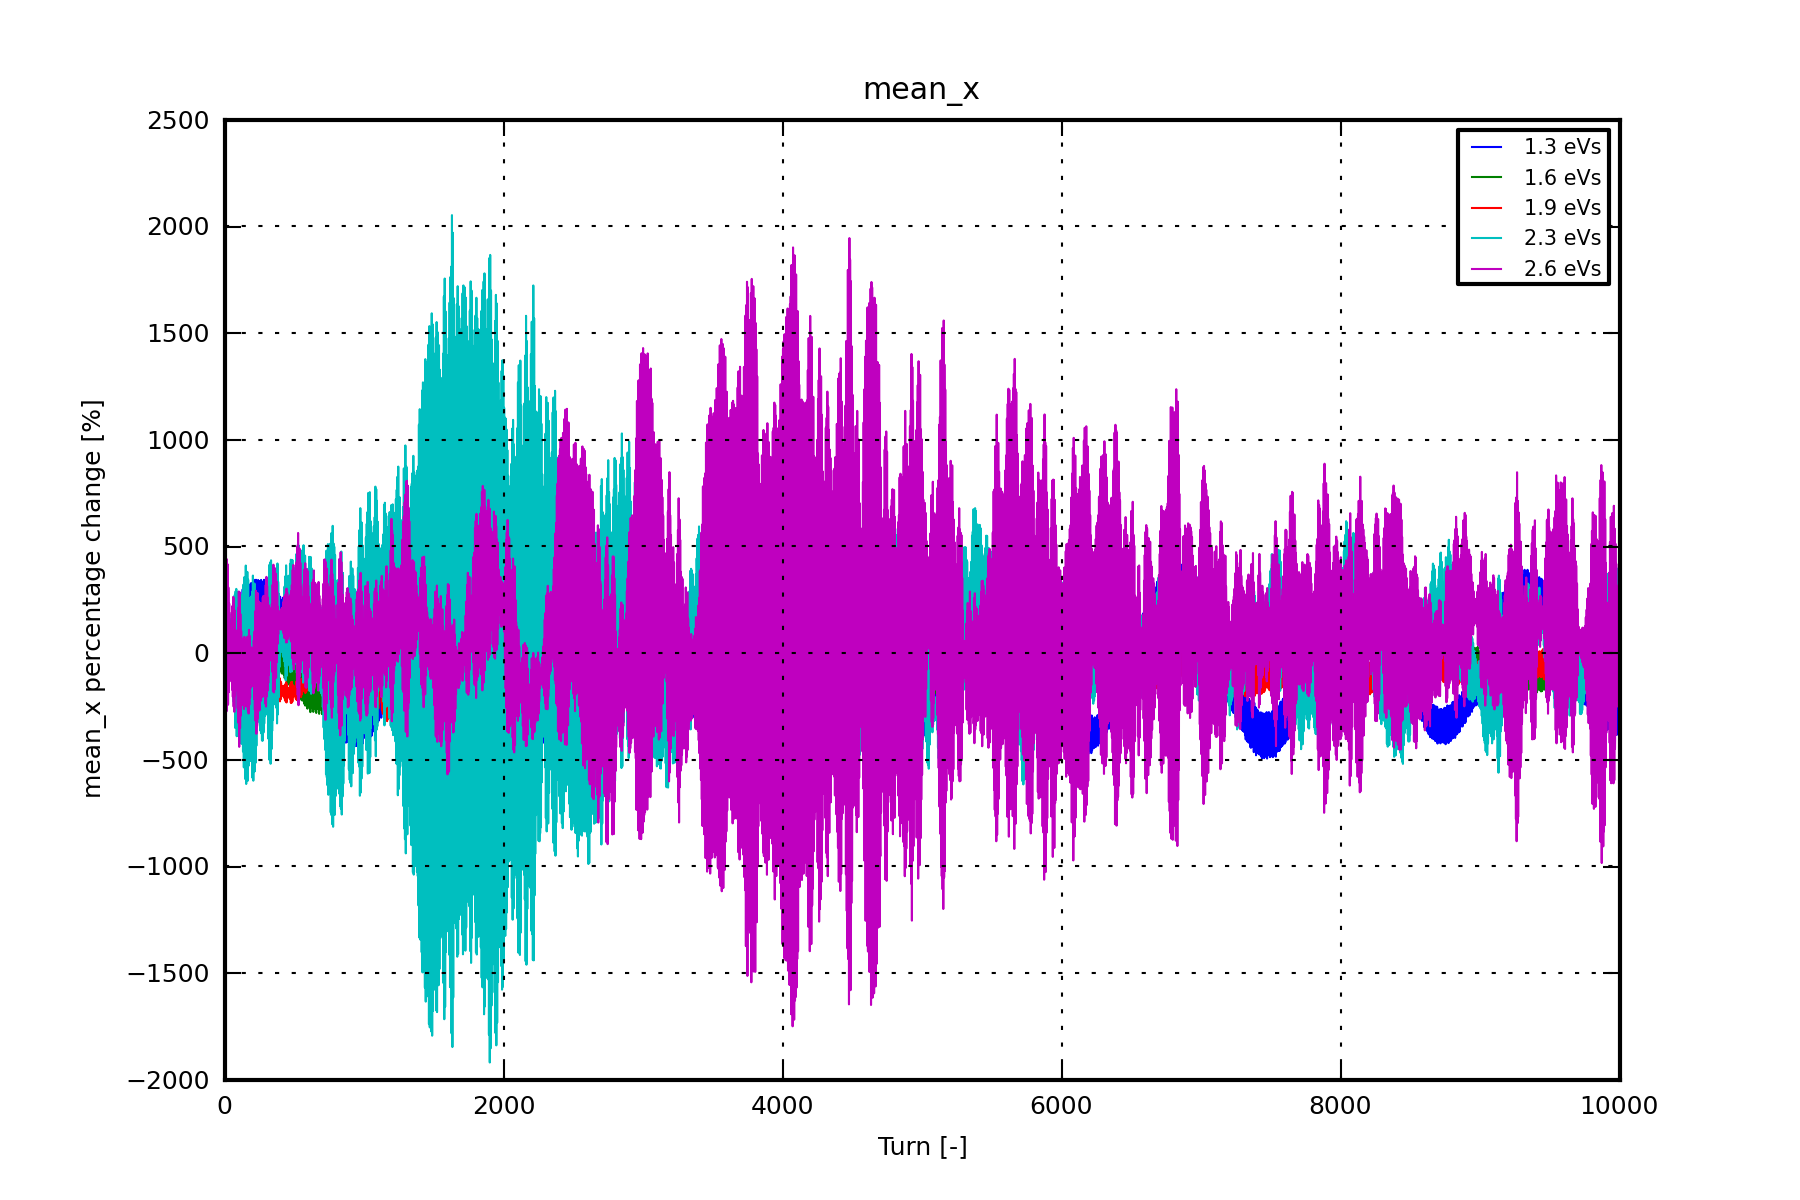 mean_x
2500
2000
1500
1000
500
0
−500
−1000
−1500
−2000
mean_x percentage change [%]
1.3 eVs
1.6 eVs
1.9 eVs
2.3 eVs
2.6 eVs
0
2000
4000
6000
8000
10000
Turn [-]